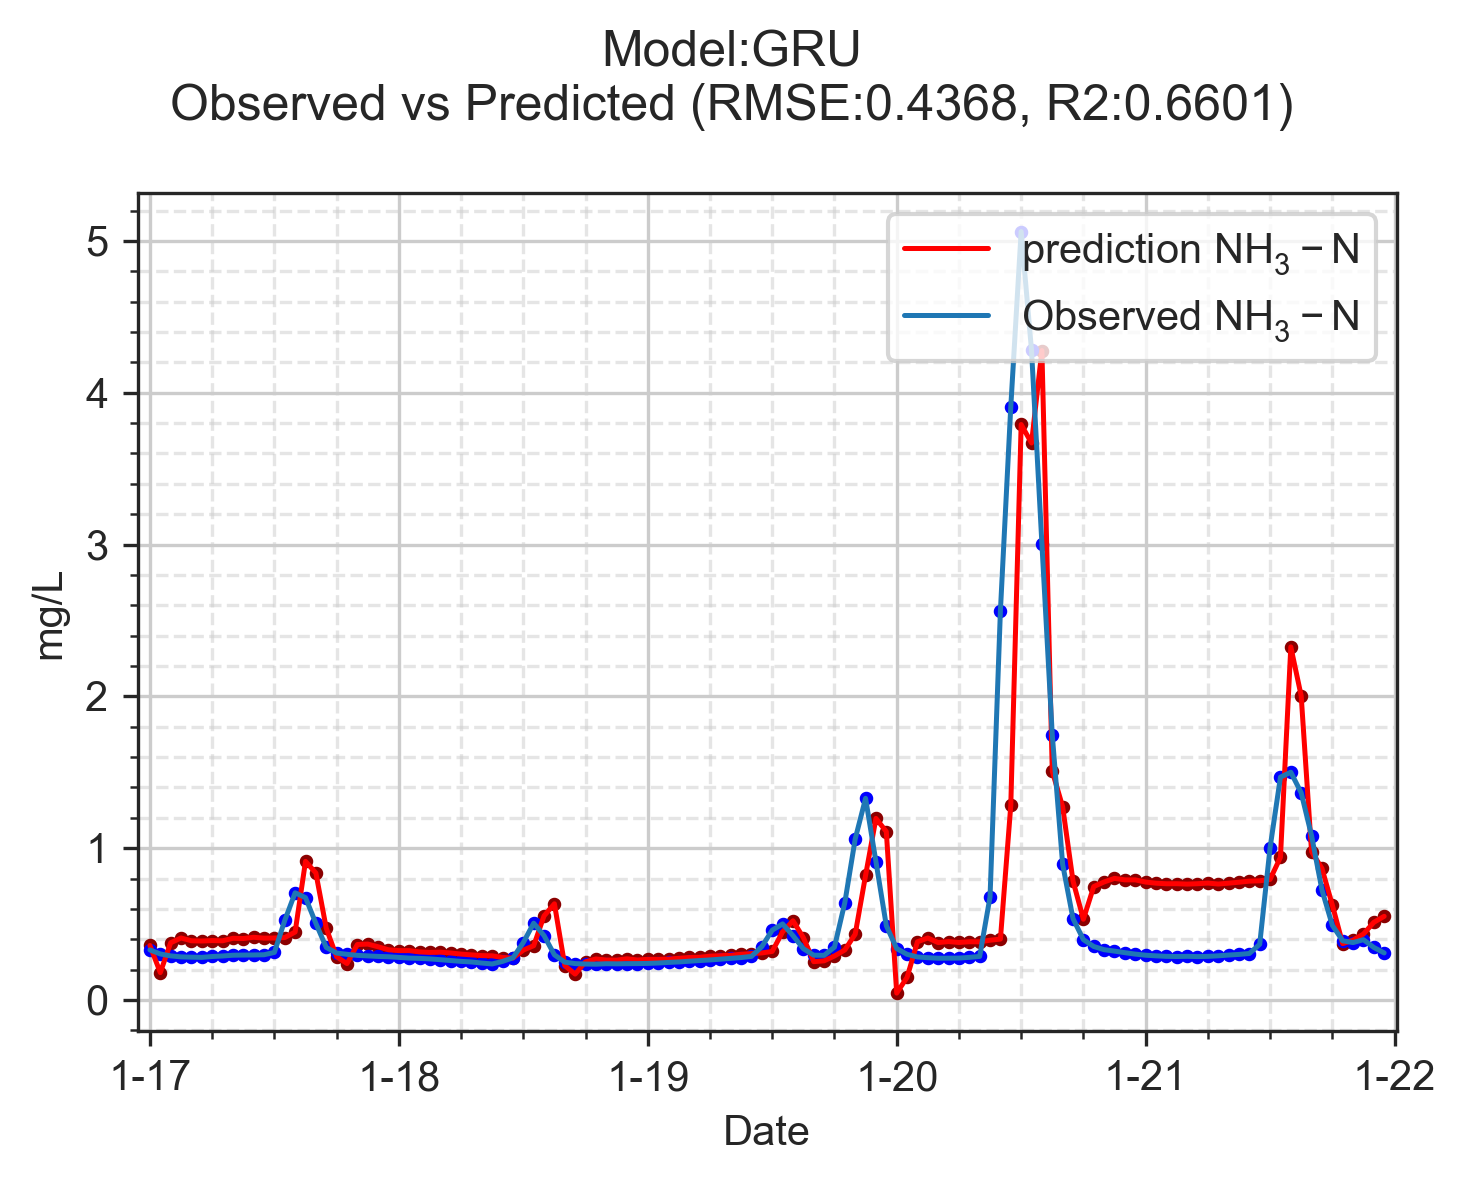 Model:GRU
Observed vs Predicted (RMSE:0.4368, R2:0.6601)
prediction NH₃ − N
Observed NH₃ − N
5
4
3
2
1
0
mg/L
1-17 1-18 1-19 1-20 1-21 1-22
Date